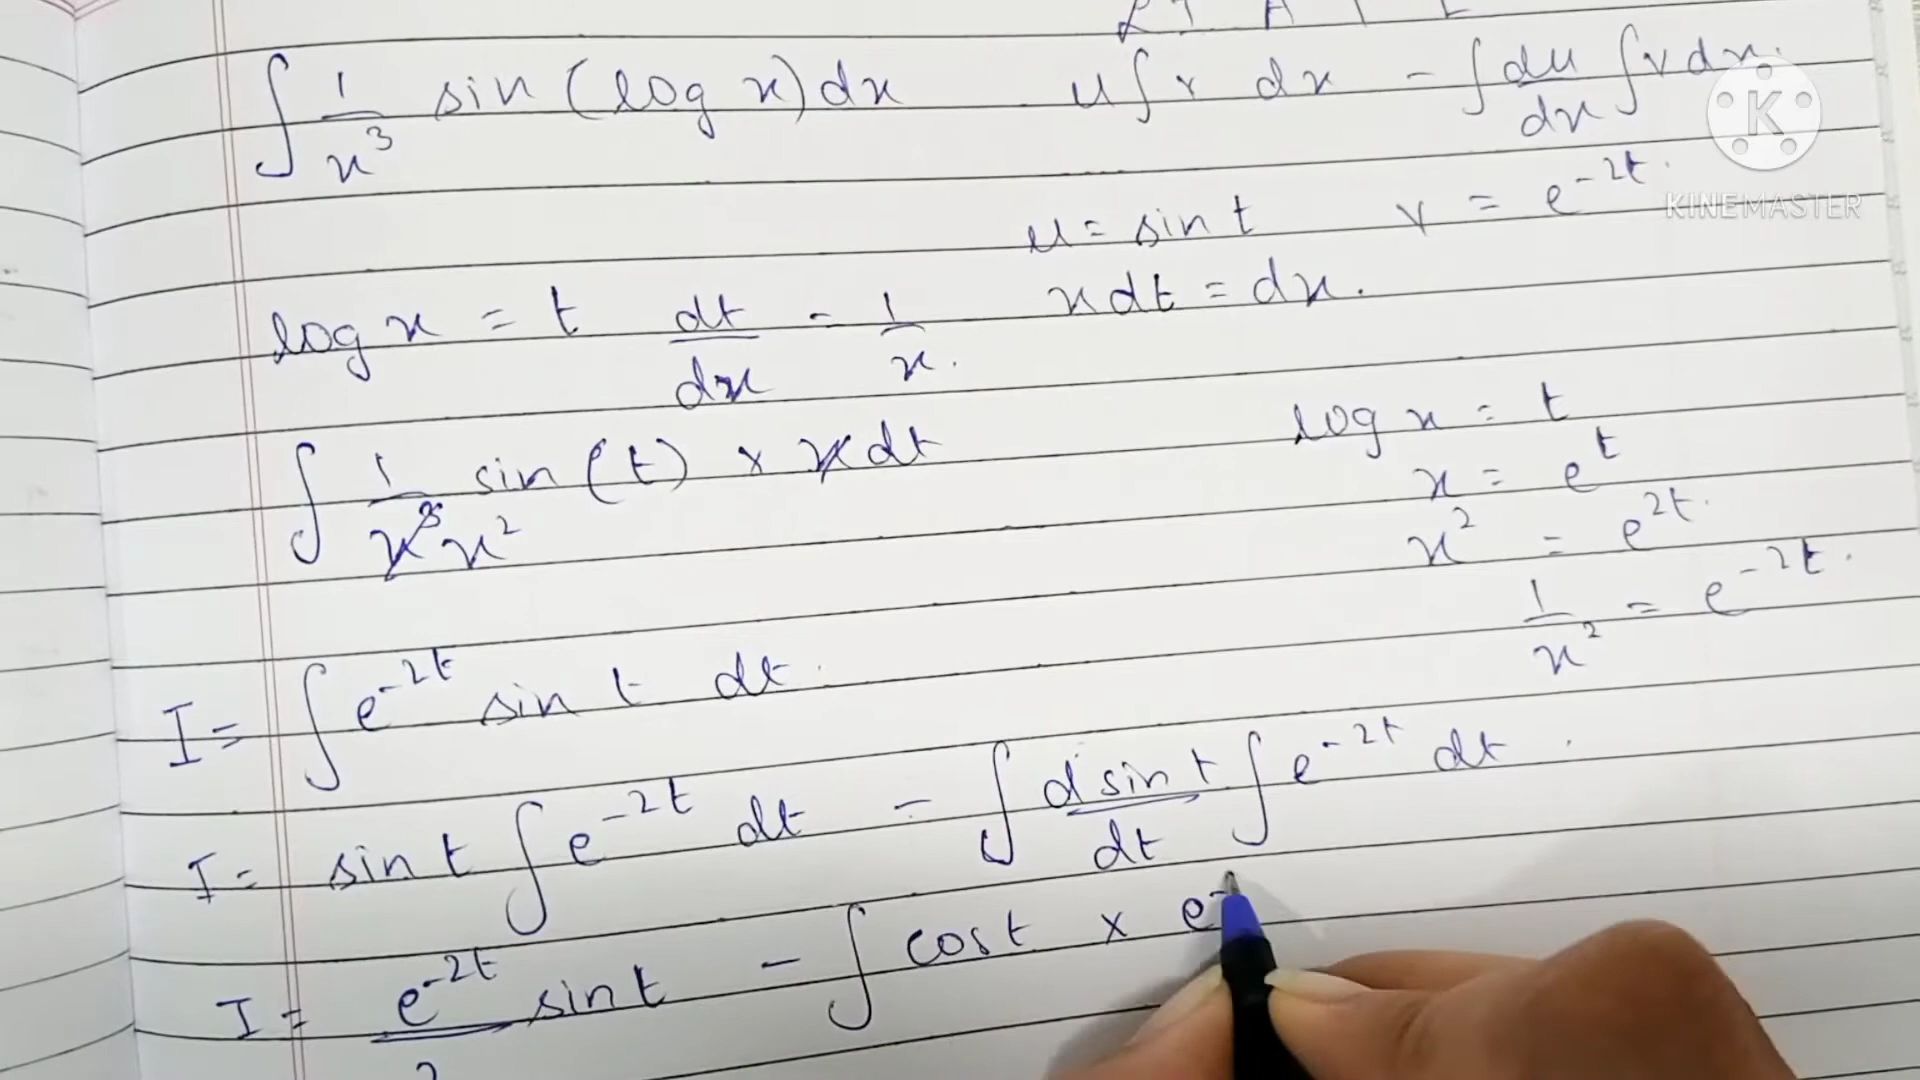 ∫ 1/x³ sin (log x) dx    u ∫ v dx - ∫ du/dx ∫ v dx.
KINEMASTER
u = sin t    v = e^-2t.
log x = t    dt/dx = 1/x.    x dt = dx.
log x = t
∫ 1/x³ x² sin (t) × x dt
x = e^t
x² = e^2t.
1/x² = e^-2t.
I = ∫ e^-2t sin t dt.
I = sin t ∫ e^-2t dt - ∫ d sin t/dt ∫ e^-2t dt.
I = e^-2t/2 sin t - ∫ cos t × e^-